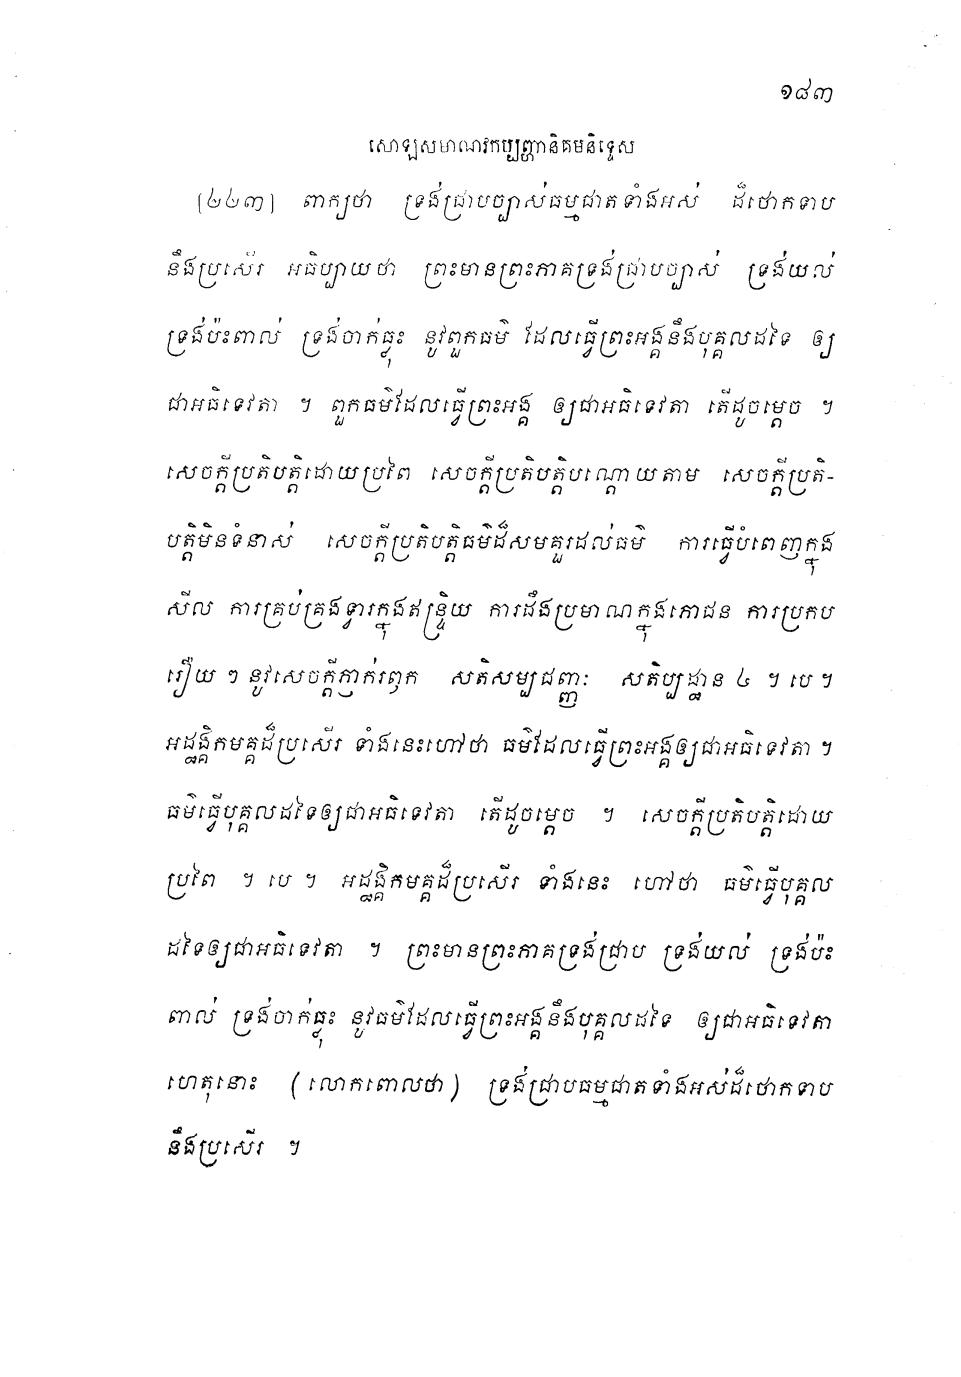 ១៨៣
សោឡសមាណវកប្បញ្ហានិគមនិទ្ទេស
[៤៤៣] ពាក្យថា ទ្រង់ជ្រាបច្បាស់ធម្មជាតទាំងអស់ ដ៏ថោកទាប
នឹងប្រសើរ អធិប្បាយថា ព្រះមានព្រះភាគទ្រង់ជ្រាបច្បាស់ ទ្រង់យល់
ទ្រង់ប៉ះពាល់ ទ្រង់ចាក់ធ្លុះ នូវពួកធម៌ ដែលធ្វើព្រះអង្គនឹងបុគ្គលដទៃ ឲ្យ
ជាអធិទេវតា ។ ពួកធម៌ដែលធ្វើព្រះអង្គ ឲ្យជាអធិទេវតា តើដូចម្តេច ។
សេចក្តីប្រតិបត្តិដោយប្រពៃ សេចក្តីប្រតិបត្តិបណ្តោយតាម សេចក្តីប្រតិ-
បត្តិមិនទំនាស់ សេចក្តីប្រតិបត្តិធម៌ដ៏សមគួរដល់ធម៌ ការធ្វើបំពេញក្នុង
សីល ការគ្រប់គ្រងទ្វារក្នុងឥន្ទ្រិយ ការដឹងប្រមាណក្នុងភោជន ការប្រកប
រឿយ ៗ នូវសេចក្តីភ្ញាក់រឭក សតិសម្បជញ្ញៈ សតិប្បដ្ឋាន ៤ ។ បេ ។
អដ្ឋង្គិកមគ្គដ៏ប្រសើរ ទាំងនេះហៅថា ធម៌ដែលធ្វើព្រះអង្គឲ្យជាអធិទេវតា ។
ធម៌ធ្វើបុគ្គលដទៃឲ្យជាអធិទេវតា តើដូចម្តេច ។ សេចក្តីប្រតិបត្តិដោយ
ប្រពៃ ។ បេ ។ អដ្ឋង្គិកមគ្គដ៏ប្រសើរ ទាំងនេះ ហៅថា ធម៌ធ្វើបុគ្គល
ដទៃឲ្យជាអធិទេវតា ។ ព្រះមានព្រះភាគទ្រង់ជ្រាប ទ្រង់យល់ ទ្រង់ប៉ះ
ពាល់ ទ្រង់ចាក់ធ្លុះ នូវធម៌ដែលធ្វើព្រះអង្គនឹងបុគ្គលដទៃ ឲ្យជាអធិទេវតា
ហេតុនោះ (លោកពោលថា) ទ្រង់ជ្រាបធម្មជាតទាំងអស់ដ៏ថោកទាប
នឹងប្រសើរ ។